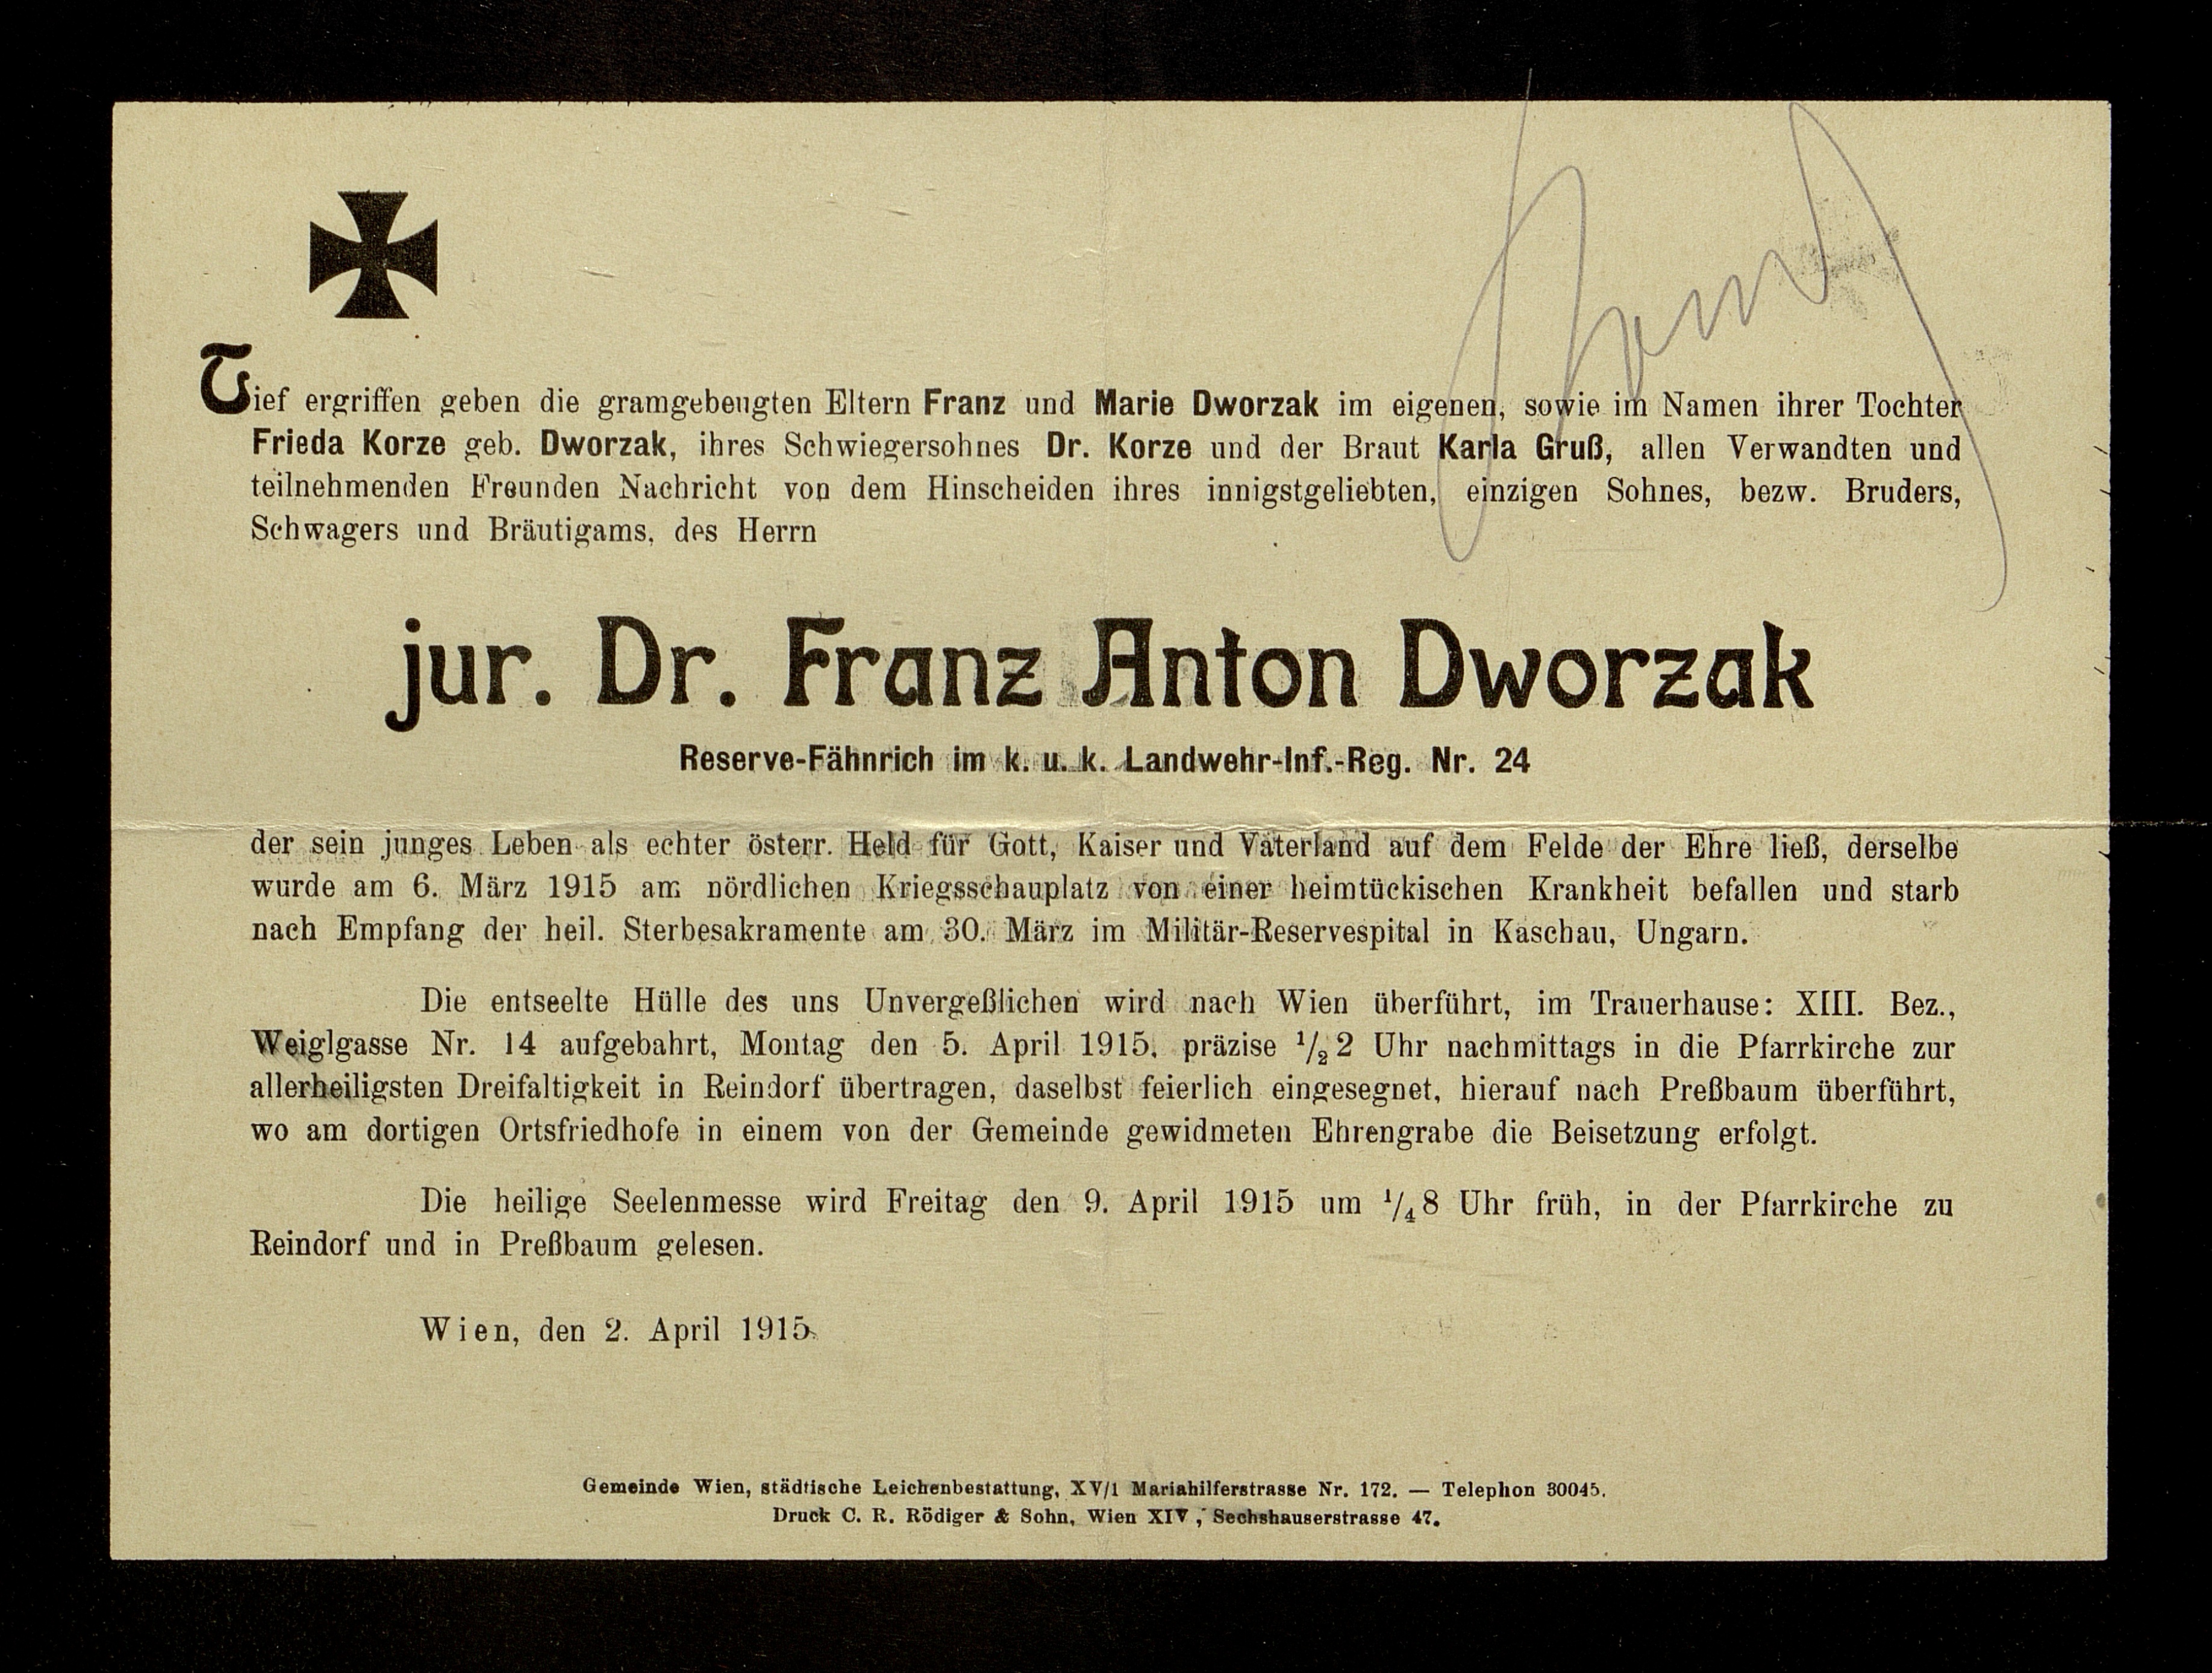 Tief ergriffen geben die gramgebeugten Eltern Franz und Marie Dworzak im eigenen, sowie im Namen ihrer Tochter
Frieda Korze geb. Dworzak, ihres Schwiegersohnes Dr. Korze und der Braut Karla Gruß, allen Verwandten und
teilnehmenden Freunden Nachricht von dem Hinscheiden ihres innigstgeliebten, einzigen Sohnes, bezw. Bruders,
Schwagers und Bräutigams, des Herrn
jur. Dr. Franz Anton Dworzak
Reserve-Fähnrich im k. u. k. Landwehr-Inf.-Reg. Nr. 24
der sein junges Leben als echter österr. Held für Gott, Kaiser und Vaterland auf dem Felde der Ehre ließ, derselbe
wurde am 6. März 1915 am nördlichen Kriegsschauplatz von einer heimtückischen Krankheit befallen und starb
nach Empfang der heil. Sterbesakramente am 30. März im Militär-Reservespital in Kaschau, Ungarn.
Die entseelte Hülle des uns Unvergeßlichen wird nach Wien überführt, im Trauerhause: XIII. Bez.,
Weiglgasse Nr. 14 aufgebahrt, Montag den 5. April 1915, präzise 1/2 2 Uhr nachmittags in die Pfarrkirche zur
allerheiligsten Dreifaltigkeit in Reindorf übertragen, daselbst feierlich eingesegnet, hierauf nach Preßbaum überführt,
wo am dortigen Ortsfriedhofe in einem von der Gemeinde gewidmeten Ehrengrabe die Beisetzung erfolgt.
Die heilige Seelenmesse wird Freitag den 9. April 1915 um 1/4 8 Uhr früh, in der Pfarrkirche zu
Reindorf und in Preßbaum gelesen.
Wien, den 2. April 1915.
Gemeinde Wien, städtische Leichenbestattung, XV/1 Mariahilferstrasse Nr. 172. — Telephon 30045.
Druck C. R. Rödiger & Sohn, Wien XIV, Sechshauserstrasse 47.